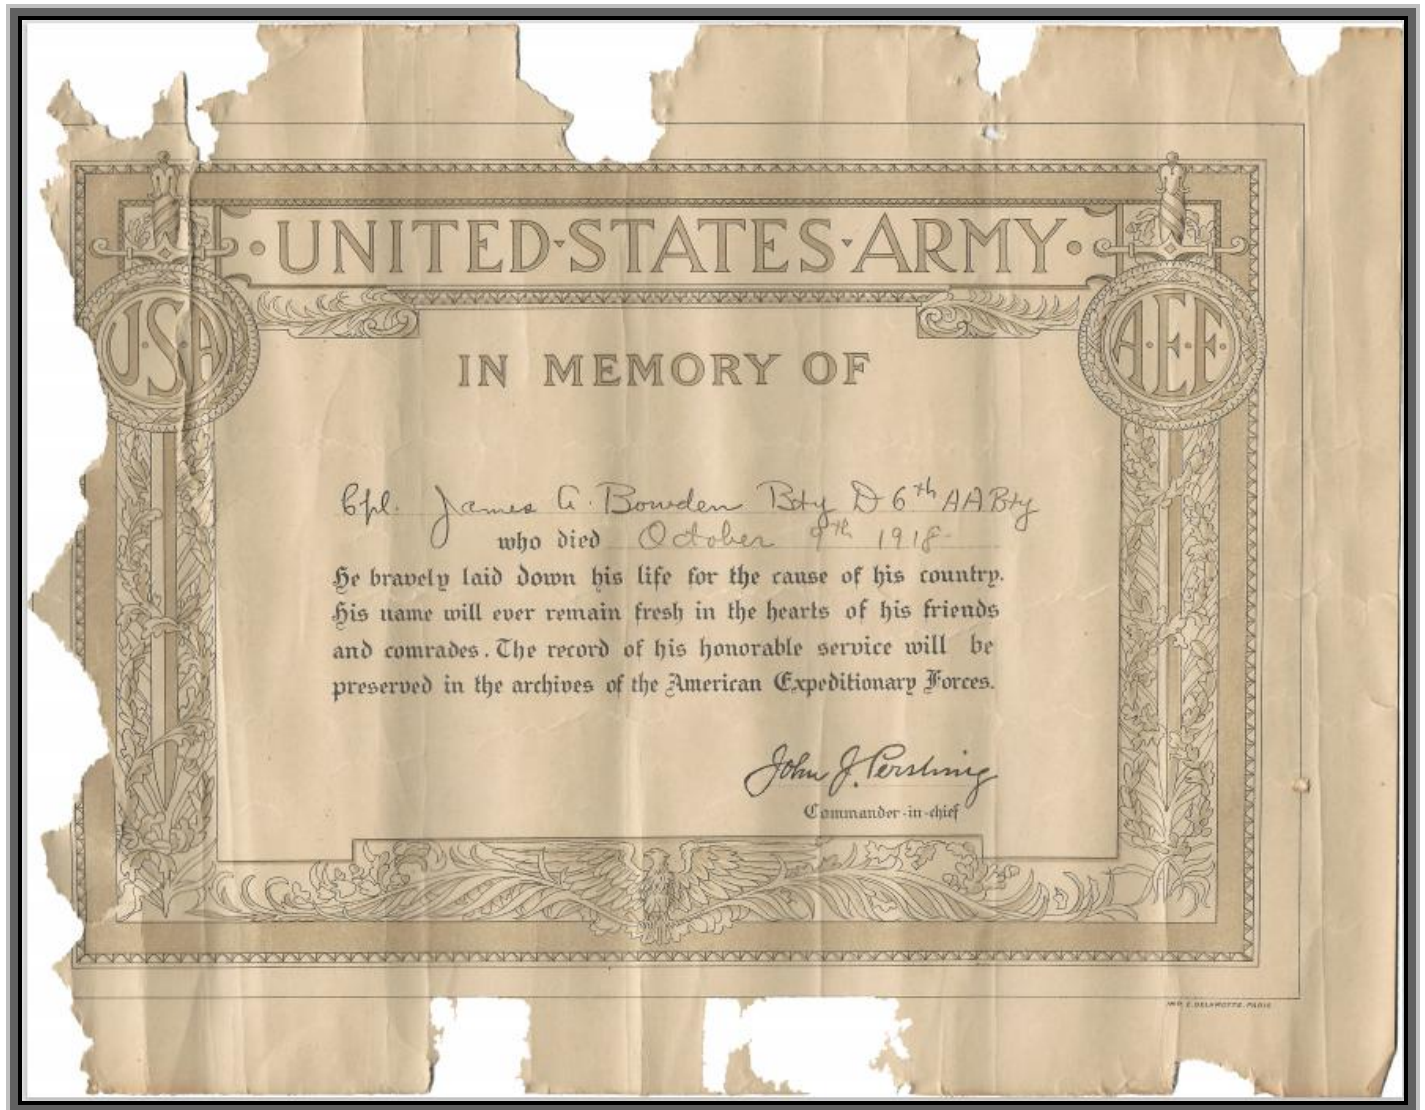 ·UNITED·STATES·ARMY·
U·S·A
A·E·F·
IN MEMORY OF
Cpl. James A. Bowden Bty D 6th AA Bty
who died October 9th 1918
He bravely laid down his life for the cause of his country.
His name will ever remain fresh in the hearts of his friends
and comrades. The record of his honorable service will be
preserved in the archives of the American Expeditionary Forces.
John J. Pershing
Commander-in-chief
IMP. E. DELAMOTTE. PARIS